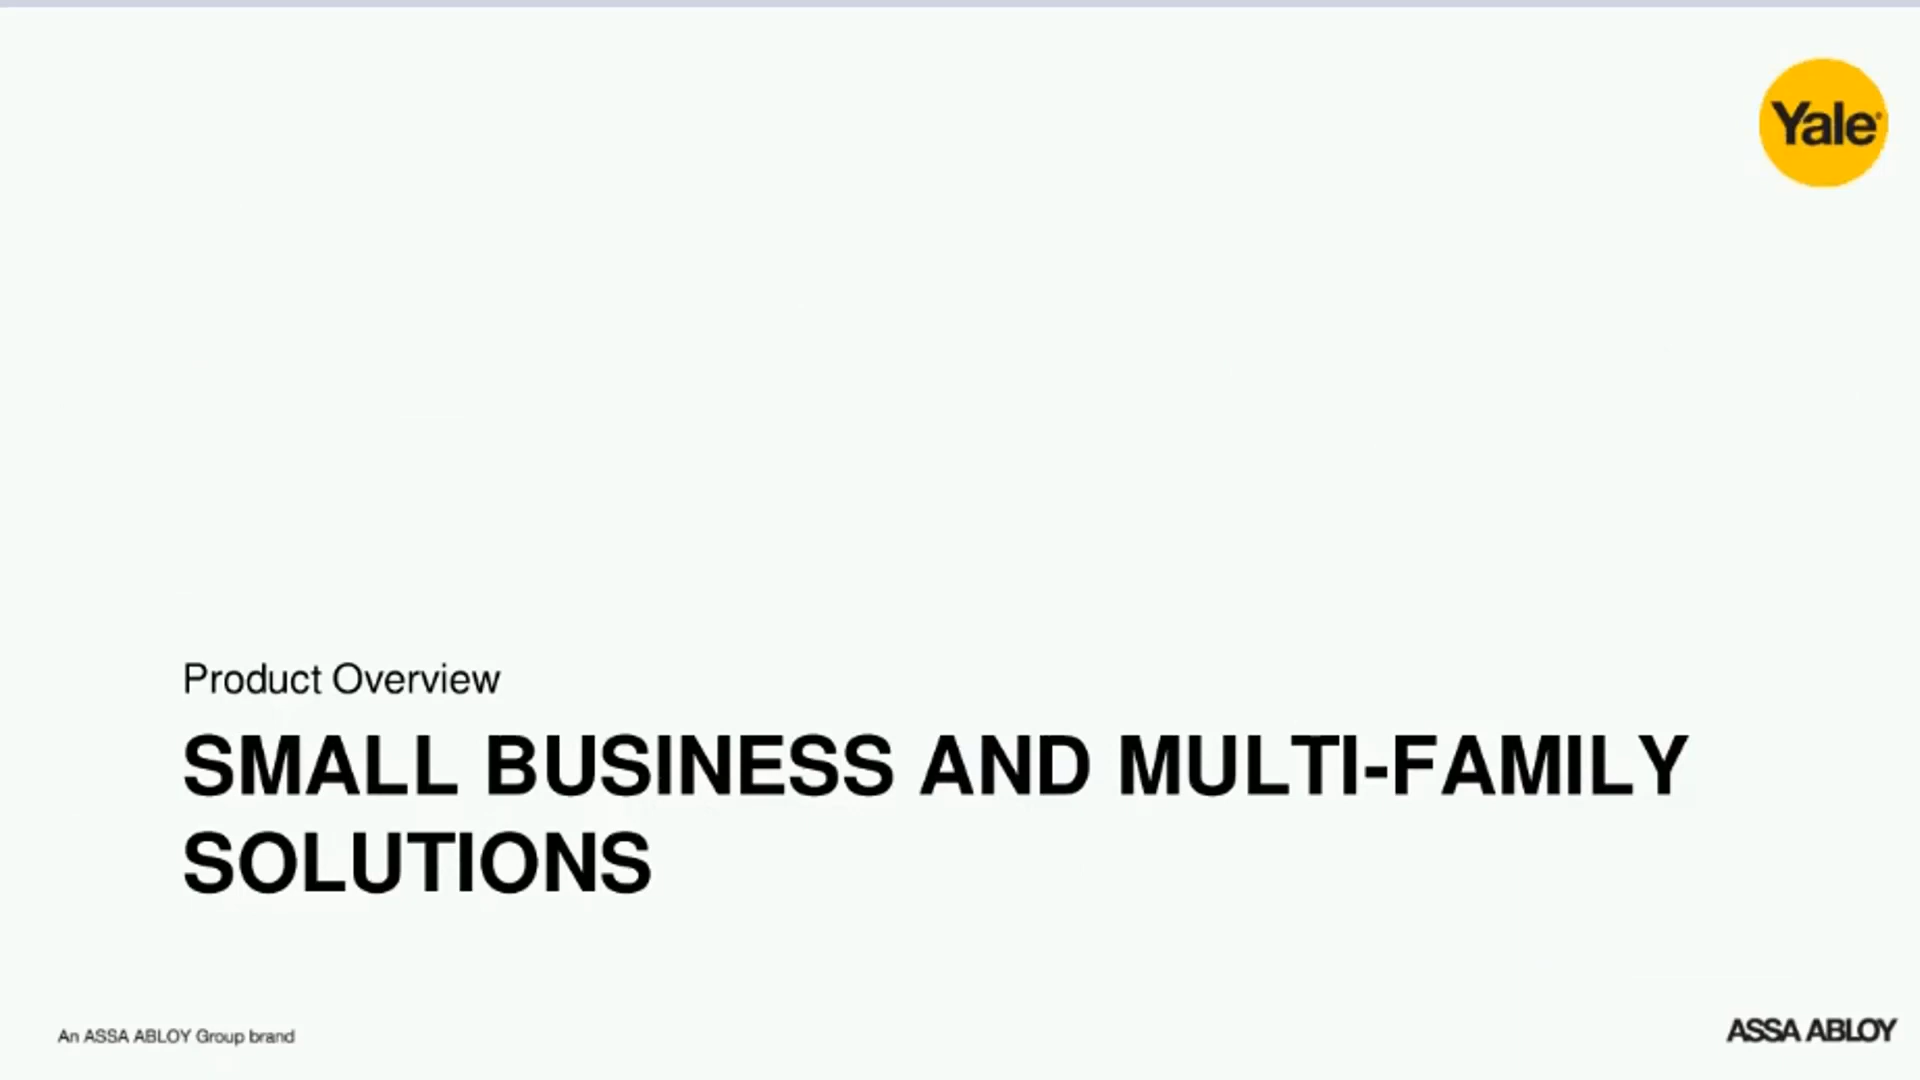 Yale
Product Overview
SMALL BUSINESS AND MULTI-FAMILY
SOLUTIONS
An ASSA ABLOY Group brand
ASSA ABLOY